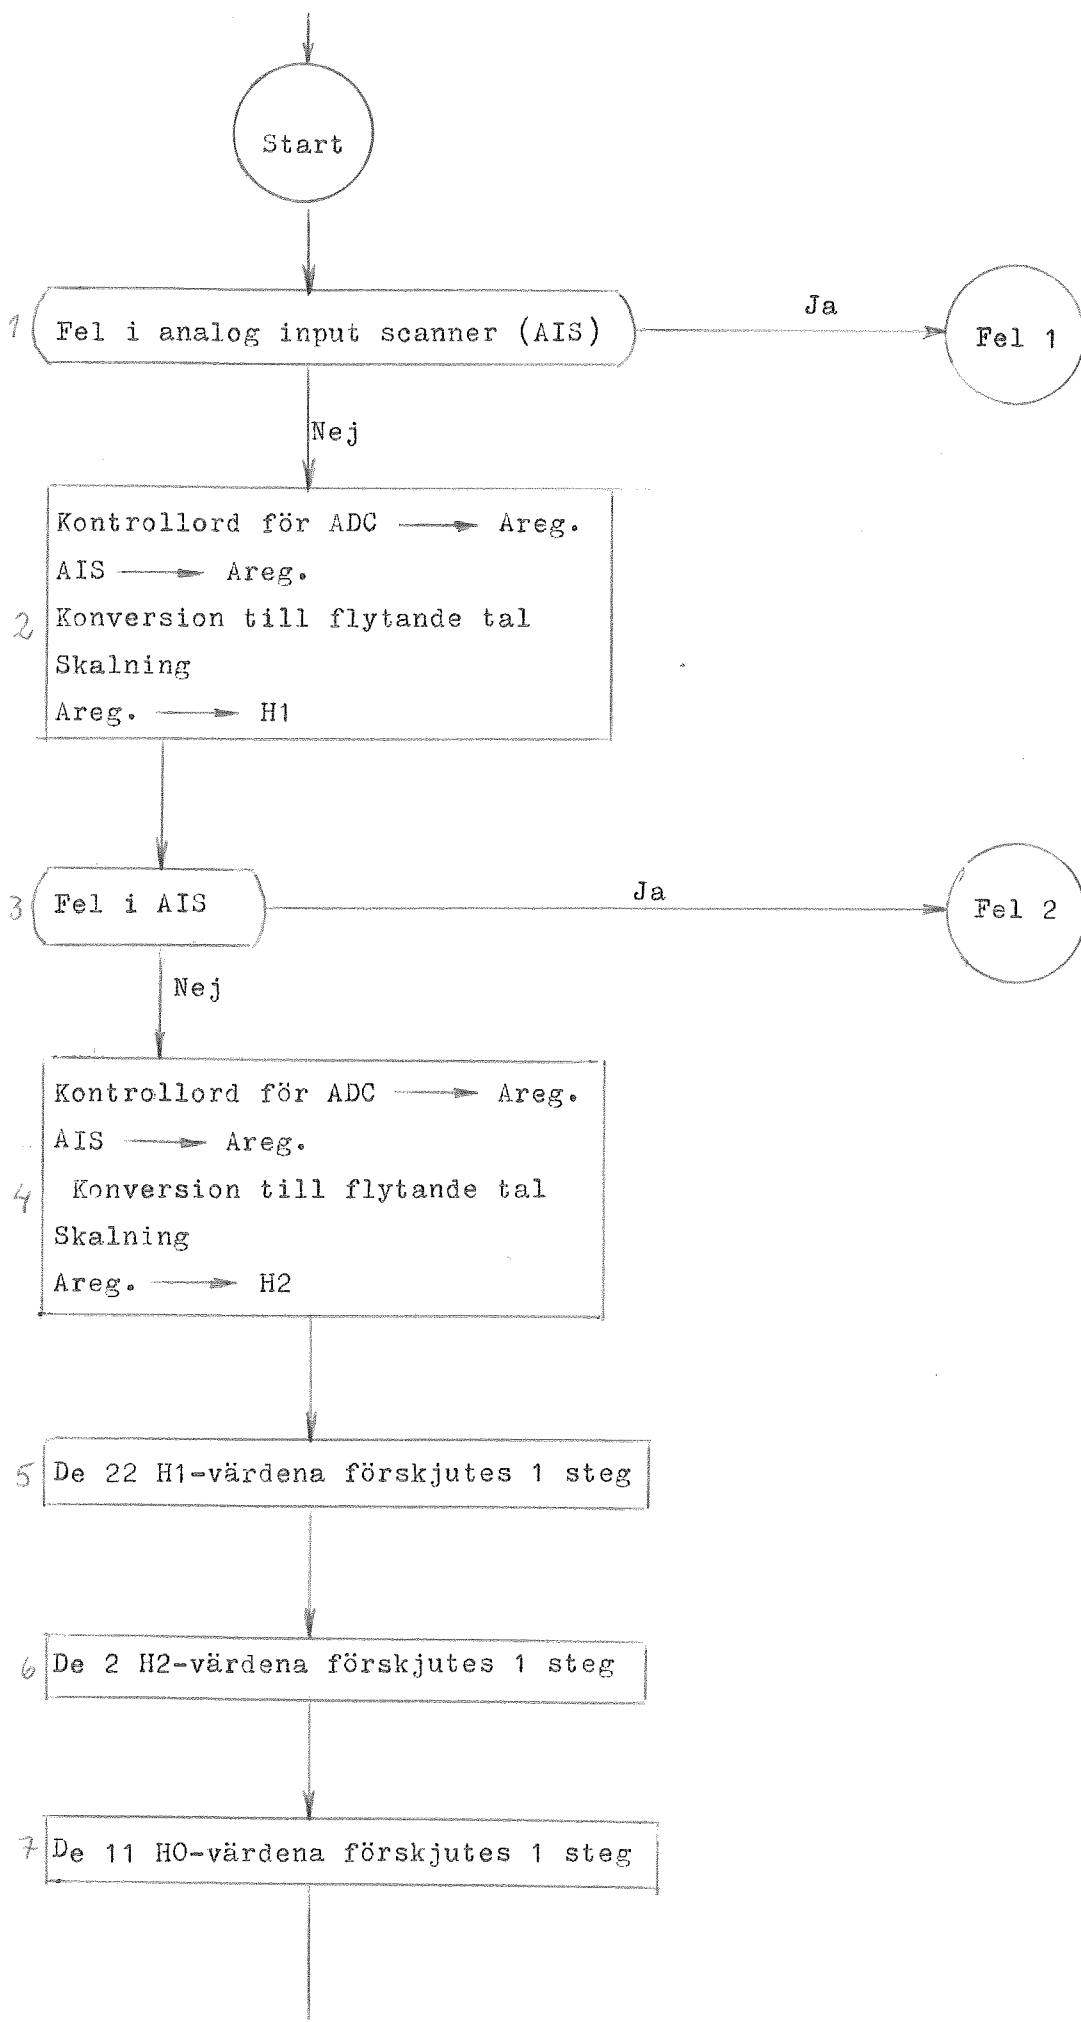 Start
1 Fel i analog input scanner (AIS)
Ja
Fel 1
Nej
Kontrollord för ADC → Areg.
AIS → Areg.
2 Konversion till flytande tal
Skalning
Areg. → H1
3 Fel i AIS
Ja
Fel 2
Nej
Kontrollord för ADC → Areg.
AIS → Areg.
4 Konversion till flytande tal
Skalning
Areg. → H2
5 De 22 H1-värdena förskjutes 1 steg
6 De 2 H2-värdena förskjutes 1 steg
7 De 11 HO-värdena förskjutes 1 steg